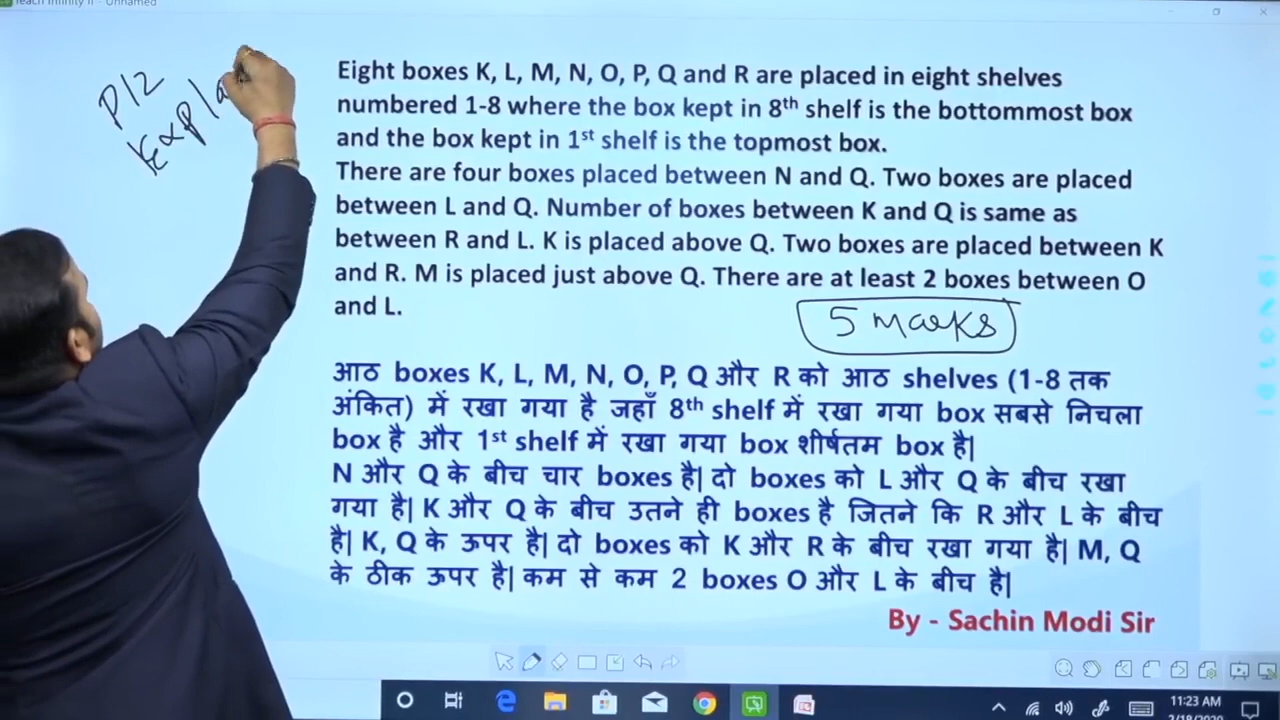 Teach Infinity II - Unnamed
P/2
Expla
Eight boxes K, L, M, N, O, P, Q and R are placed in eight shelves
numbered 1-8 where the box kept in 8th shelf is the bottommost box
and the box kept in 1st shelf is the topmost box.
There are four boxes placed between N and Q. Two boxes are placed
between L and Q. Number of boxes between K and Q is same as
between R and L. K is placed above Q. Two boxes are placed between K
and R. M is placed just above Q. There are at least 2 boxes between O
and L.
5 Marks
आठ boxes K, L, M, N, O, P, Q और R को आठ shelves (1-8 तक
अंकित) में रखा गया है जहाँ 8th shelf में रखा गया box सबसे निचला
box है और 1st shelf में रखा गया box शीर्षतम box है|
N और Q के बीच चार boxes है| दो boxes को L और Q के बीच रखा
गया है| K और Q के बीच उतने ही boxes है जितने कि R और L के बीच
है| K, Q के ऊपर है| दो boxes को K और R के बीच रखा गया है| M, Q
के ठीक ऊपर है| कम से कम 2 boxes O और L के बीच है|
By - Sachin Modi Sir
11:23 AM